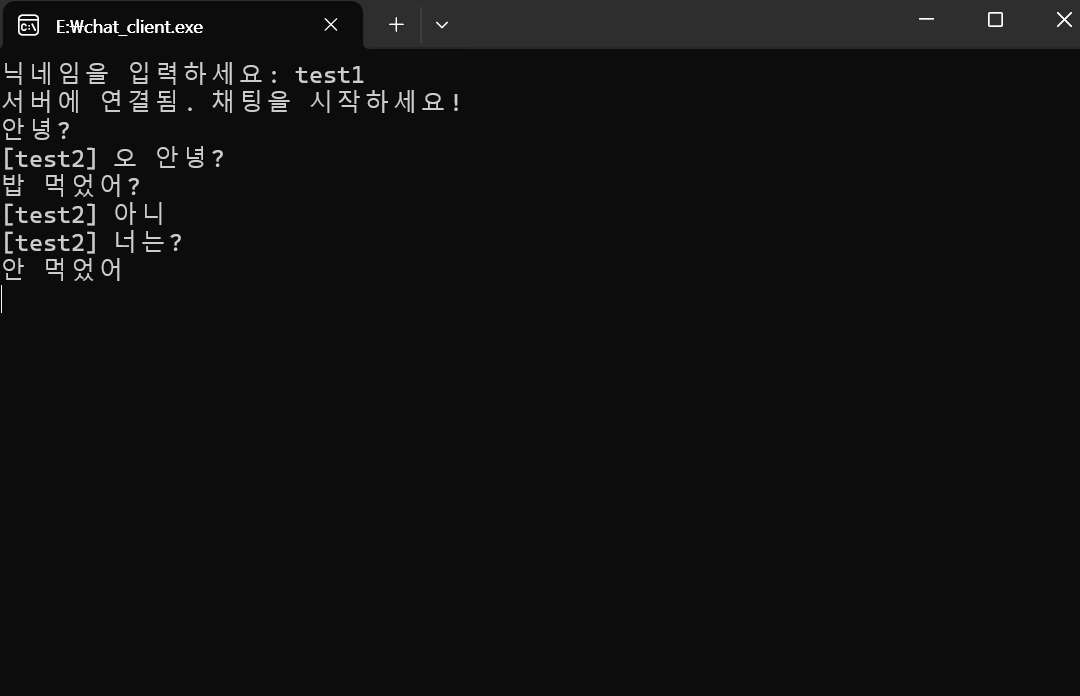 E:₩chat_client.exe
닉네임을 입력하세요: test1
서버에 연결됨. 채팅을 시작하세요!
안녕?
[test2] 오 안녕?
밥 먹었어?
[test2] 아니
[test2] 너는?
안 먹었어